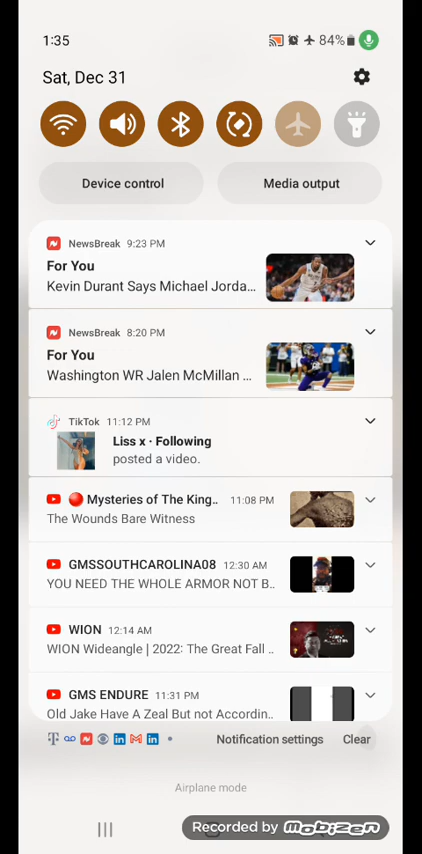 1:35
84%
Sat, Dec 31
Device control
Media output
NewsBreak 9:23 PM
For You
Kevin Durant Says Michael Jorda...
NewsBreak 8:20 PM
For You
Washington WR Jalen McMillan ...
TikTok 11:12 PM
Liss x · Following
posted a video.
Mysteries of The King.. 11:08 PM
The Wounds Bare Witness
GMSSOUTHCAROLINA08 12:30 AM
YOU NEED THE WHOLE ARMOR NOT B..
WION 12:14 AM
WION Wideangle | 2022: The Great Fall ..
GMS ENDURE 11:31 PM
Old Jake Have A Zeal But not Accordin..
Notification settings
Clear
Airplane mode
Recorded by MOBIZEN